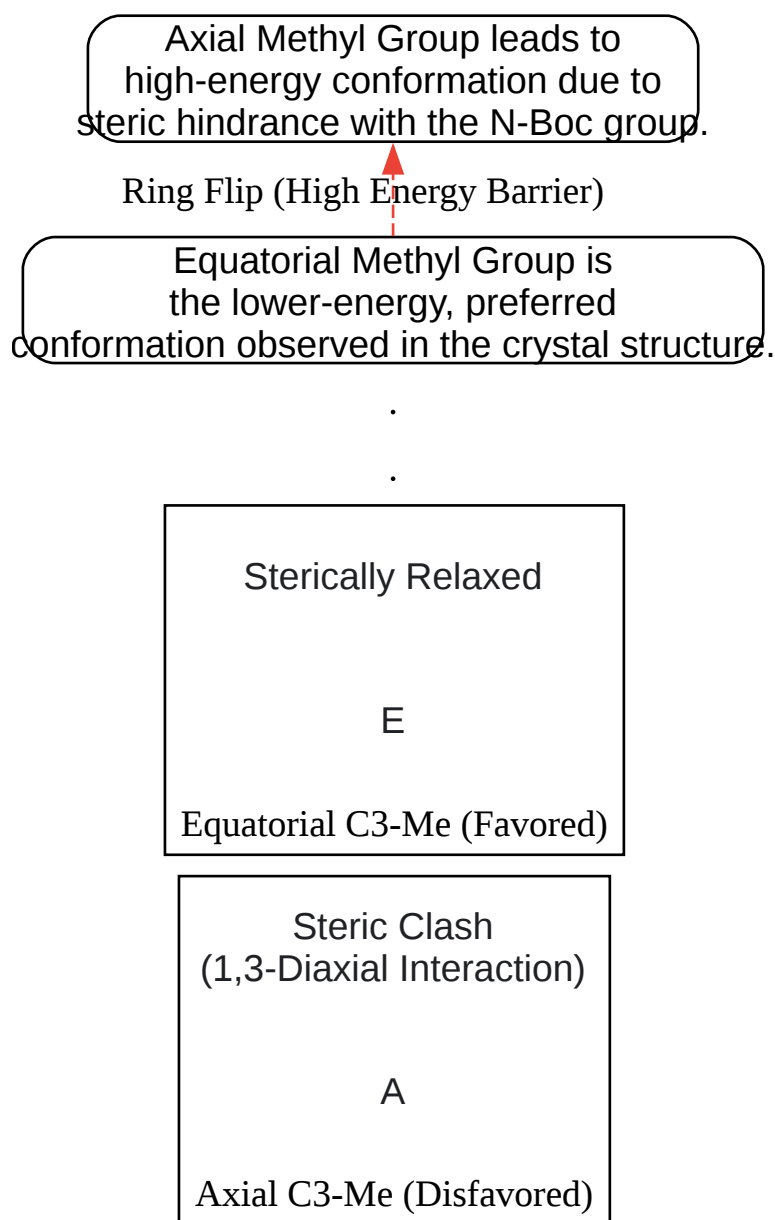 Axial Methyl Group leads to
high-energy conformation due to
steric hindrance with the N-Boc group.
Ring Flip (High Energy Barrier)
Equatorial Methyl Group is
the lower-energy, preferred
conformation observed in the crystal structure.
.
.
Sterically Relaxed
E
Equatorial C3-Me (Favored)
Steric Clash
(1,3-Diaxial Interaction)
A
Axial C3-Me (Disfavored)